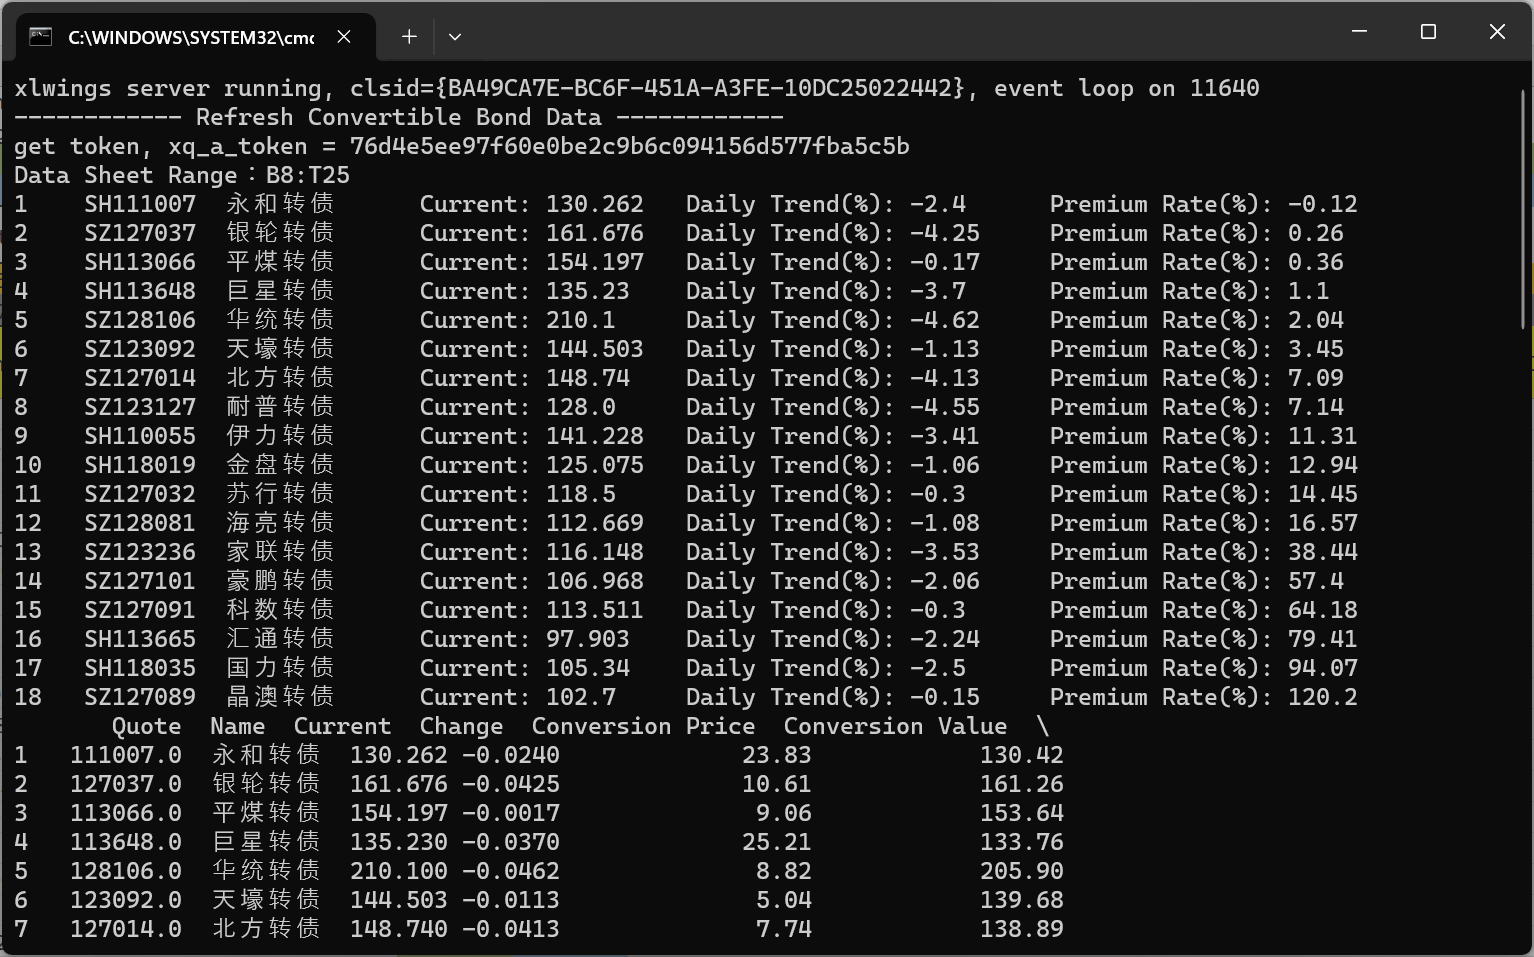 C:\WINDOWS\SYSTEM32\cmd
xlwings server running, clsid={BA49CA7E-BC6F-451A-A3FE-10DC25022442}, event loop on 11640
------------ Refresh Convertible Bond Data ------------
get token, xq_a_token = 76d4e5ee97f60e0be2c9b6c094156d577fba5c5b
Data Sheet Range：B8:T25
1    SH111007  永和转债      Current: 130.262   Daily Trend(%): -2.4      Premium Rate(%): -0.12
2    SZ127037  银轮转债      Current: 161.676   Daily Trend(%): -4.25     Premium Rate(%): 0.26
3    SH113066  平煤转债      Current: 154.197   Daily Trend(%): -0.17     Premium Rate(%): 0.36
4    SH113648  巨星转债      Current: 135.23    Daily Trend(%): -3.7      Premium Rate(%): 1.1
5    SZ128106  华统转债      Current: 210.1     Daily Trend(%): -4.62     Premium Rate(%): 2.04
6    SZ123092  天壕转债      Current: 144.503   Daily Trend(%): -1.13     Premium Rate(%): 3.45
7    SZ127014  北方转债      Current: 148.74    Daily Trend(%): -4.13     Premium Rate(%): 7.09
8    SZ123127  耐普转债      Current: 128.0     Daily Trend(%): -4.55     Premium Rate(%): 7.14
9    SH110055  伊力转债      Current: 141.228   Daily Trend(%): -3.41     Premium Rate(%): 11.31
10   SH118019  金盘转债      Current: 125.075   Daily Trend(%): -1.06     Premium Rate(%): 12.94
11   SZ127032  苏行转债      Current: 118.5     Daily Trend(%): -0.3      Premium Rate(%): 14.45
12   SZ128081  海亮转债      Current: 112.669   Daily Trend(%): -1.08     Premium Rate(%): 16.57
13   SZ123236  家联转债      Current: 116.148   Daily Trend(%): -3.53     Premium Rate(%): 38.44
14   SZ127101  豪鹏转债      Current: 106.968   Daily Trend(%): -2.06     Premium Rate(%): 57.4
15   SZ127091  科数转债      Current: 113.511   Daily Trend(%): -0.3      Premium Rate(%): 64.18
16   SH113665  汇通转债      Current: 97.903    Daily Trend(%): -2.24     Premium Rate(%): 79.41
17   SH118035  国力转债      Current: 105.34    Daily Trend(%): -2.5      Premium Rate(%): 94.07
18   SZ127089  晶澳转债      Current: 102.7     Daily Trend(%): -0.15     Premium Rate(%): 120.2
Quote  Name  Current  Change  Conversion Price  Conversion Value  \
1   111007.0  永和转债  130.262 -0.0240             23.83            130.42
2   127037.0  银轮转债  161.676 -0.0425             10.61            161.26
3   113066.0  平煤转债  154.197 -0.0017              9.06            153.64
4   113648.0  巨星转债  135.230 -0.0370             25.21            133.76
5   128106.0  华统转债  210.100 -0.0462              8.82            205.90
6   123092.0  天壕转债  144.503 -0.0113              5.04            139.68
7   127014.0  北方转债  148.740 -0.0413              7.74            138.89